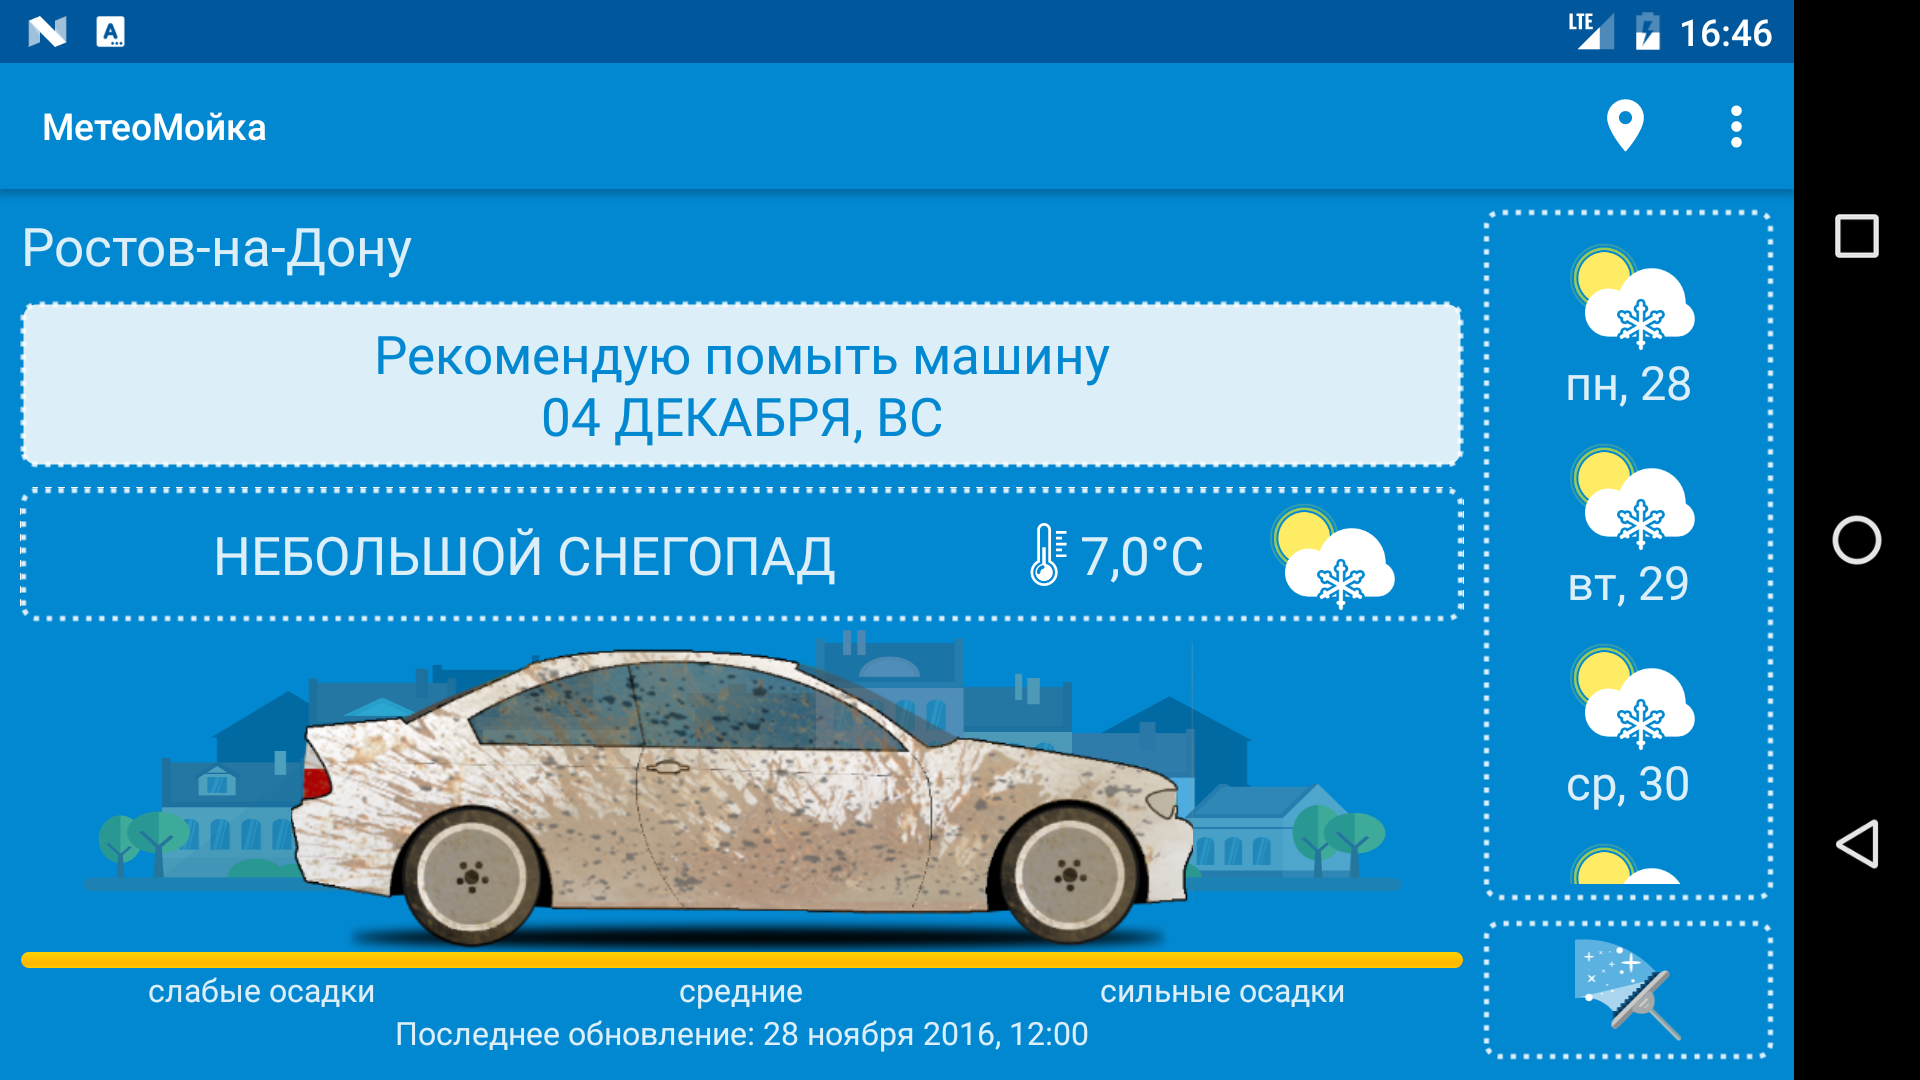 LTE 16:46
МетеоМойка
Ростов-на-Дону
Рекомендую помыть машину
04 ДЕКАБРЯ, ВС
НЕБОЛЬШОЙ СНЕГОПАД 7,0°C
пн, 28
вт, 29
ср, 30
слабые осадки средние сильные осадки
Последнее обновление: 28 ноября 2016, 12:00